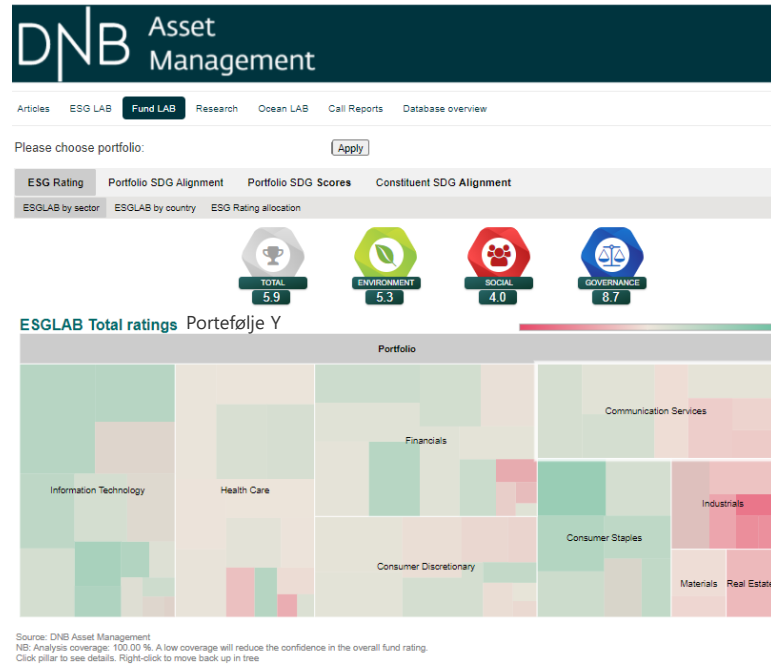 DNB Asset
Management
Articles ESG LAB Fund LAB Research Ocean LAB Call Reports Database overview
Please choose portfolio: Apply
ESG Rating Portfolio SDG Alignment Portfolio SDG Scores Constituent SDG Alignment
ESGLAB by sector ESGLAB by country ESG Rating allocation
TOTAL ENVIRONMENT SOCIAL GOVERNANCE
5.9 5.3 4.0 8.7
ESGLAB Total ratings Portefølje Y
Portfolio
Communication Services
Financials
Information Technology Health Care
Industrials
Consumer Staples
Consumer Discretionary
Materials Real Estate
Source: DNB Asset Management
NB: Analysis coverage: 100.00 %. A low coverage will reduce the confidence in the overall fund rating.
Click pillar to see details. Right-click to move back up in tree